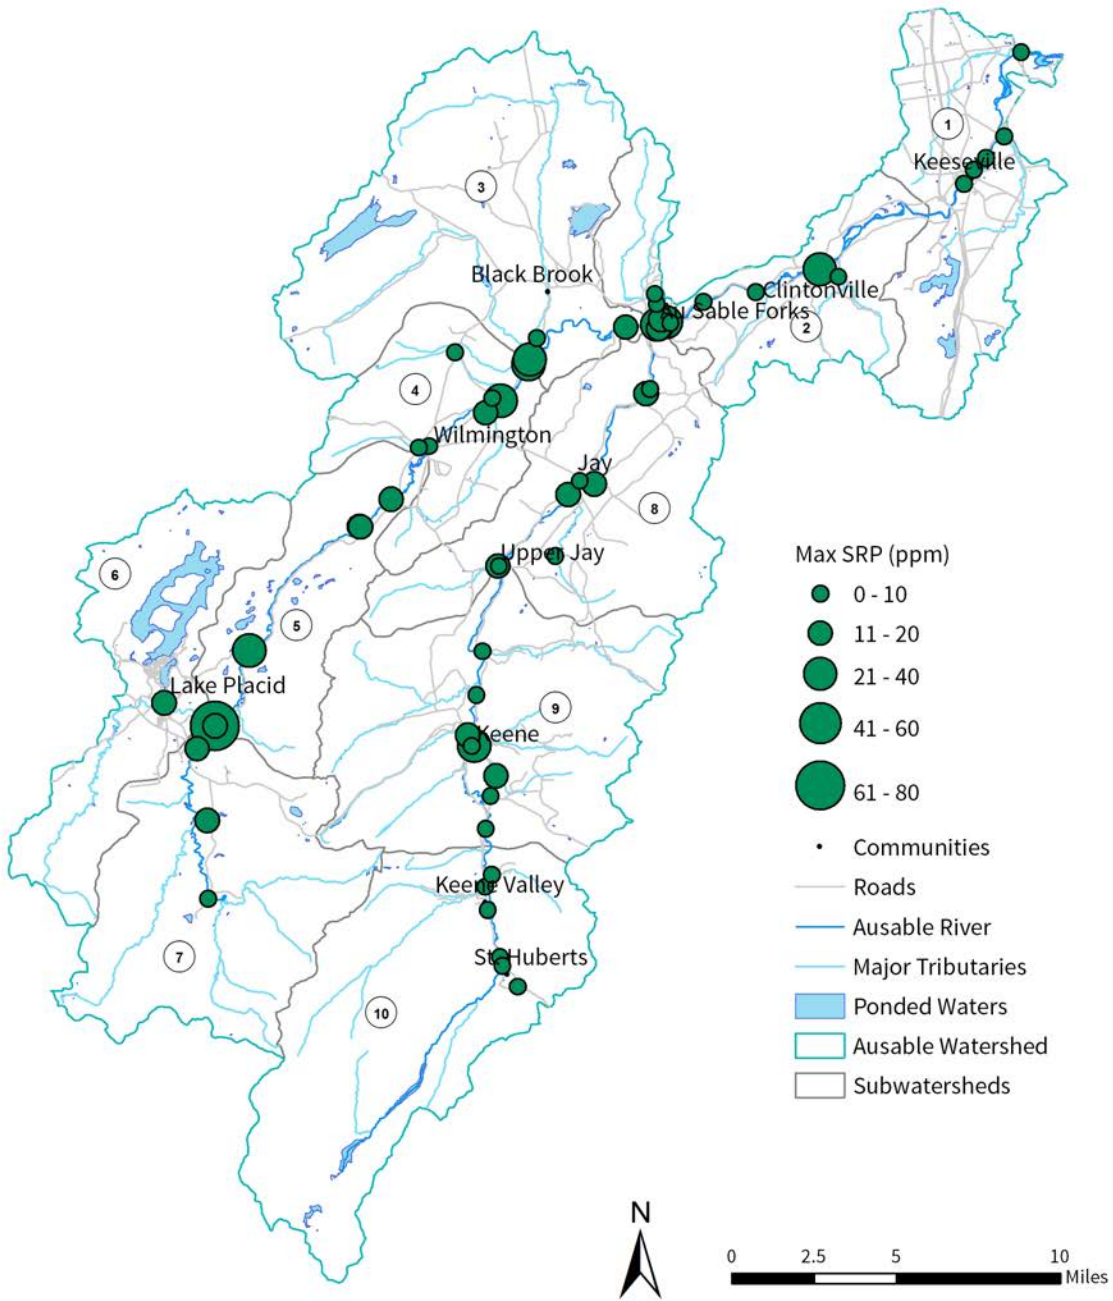 1
Keeseville
3
Black Brook
Clintonville
Au Sable Forks
2
4
Wilmington
Jay
8
Upper Jay
6
5
Lake Placid
9
Keene
Keene Valley
St. Huberts
7
10
Max SRP (ppm)
0 - 10
11 - 20
21 - 40
41 - 60
61 - 80
Communities
Roads
Ausable River
Major Tributaries
Ponded Waters
Ausable Watershed
Subwatersheds
N
0 2.5 5 10
Miles